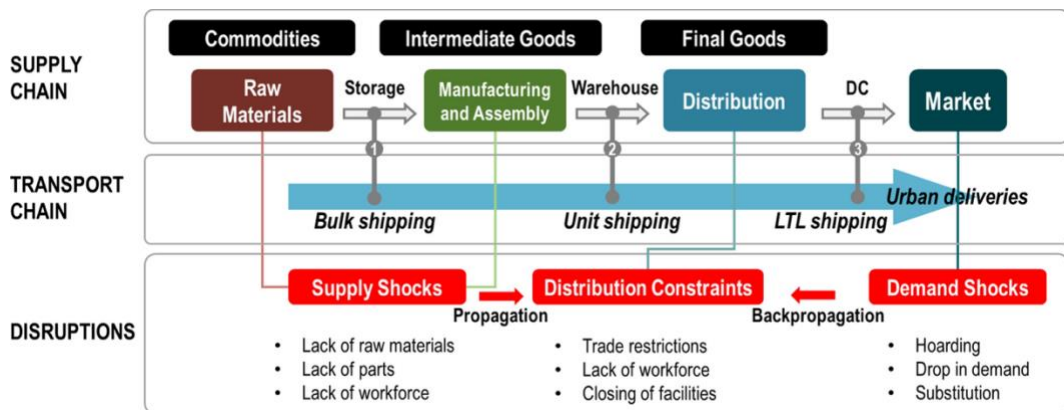 Commodities
Intermediate Goods
Final Goods
SUPPLY
CHAIN
Raw
Materials
Storage
Manufacturing
and Assembly
Warehouse
Distribution
DC
Market
1
2
3
TRANSPORT
CHAIN
Urban deliveries
Bulk shipping
Unit shipping
LTL shipping
DISRUPTIONS
Supply Shocks
Propagation
Distribution Constraints
Backpropagation
Demand Shocks
• Lack of raw materials
• Lack of parts
• Lack of workforce
• Trade restrictions
• Lack of workforce
• Closing of facilities
• Hoarding
• Drop in demand
• Substitution